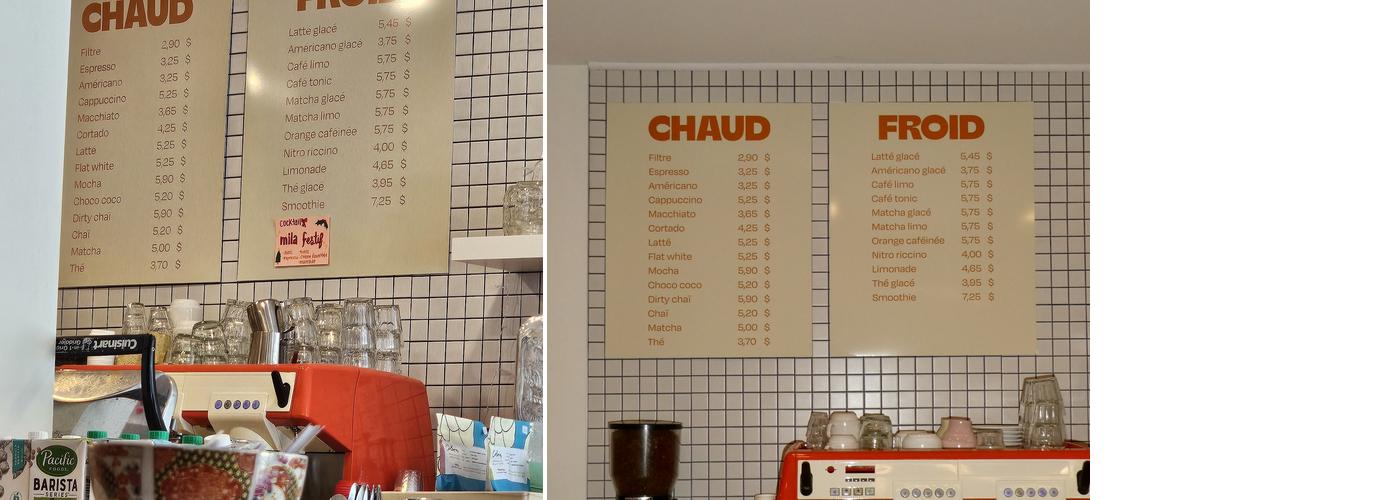 CHAUD
Filtre 2,90 $
Espresso 3,25 $
Américano 3,25 $
Cappuccino 5,25 $
Macchiato 3,65 $
Cortado 4,25 $
Latte 5,25 $
Flat white 5,25 $
Mocha 5,90 $
Choco coco 5,20 $
Dirty chaï 5,90 $
Chaï 5,20 $
Matcha 5,00 $
Thé 3,70 $
FROID
Latté glacé 5,45 $
Américano glacé 3,75 $
Café limo 5,75 $
Café tonic 5,75 $
Matcha glacé 5,75 $
Matcha limo 5,75 $
Orange caféinée 5,75 $
Nitro riccino 4,00 $
Limonade 4,65 $
Thé glacé 3,95 $
Smoothie 7,25 $
Cocktail
mila festif
Cuisinart
Pacific
FOODS
BARISTA
SERIES
CHAUD
Filtre 2,90 $
Espresso 3,25 $
Américano 3,25 $
Cappuccino 5,25 $
Macchiato 3,65 $
Cortado 4,25 $
Latté 5,25 $
Flat white 5,25 $
Mocha 5,90 $
Choco coco 5,20 $
Dirty chaï 5,90 $
Chaï 5,20 $
Matcha 5,00 $
Thé 3,70 $
FROID
Latté glacé 5,45 $
Américano glacé 3,75 $
Café limo 5,75 $
Café tonic 5,75 $
Matcha glacé 5,75 $
Matcha limo 5,75 $
Orange caféinée 5,75 $
Nitro riccino 4,00 $
Limonade 4,65 $
Thé glacé 3,95 $
Smoothie 7,25 $